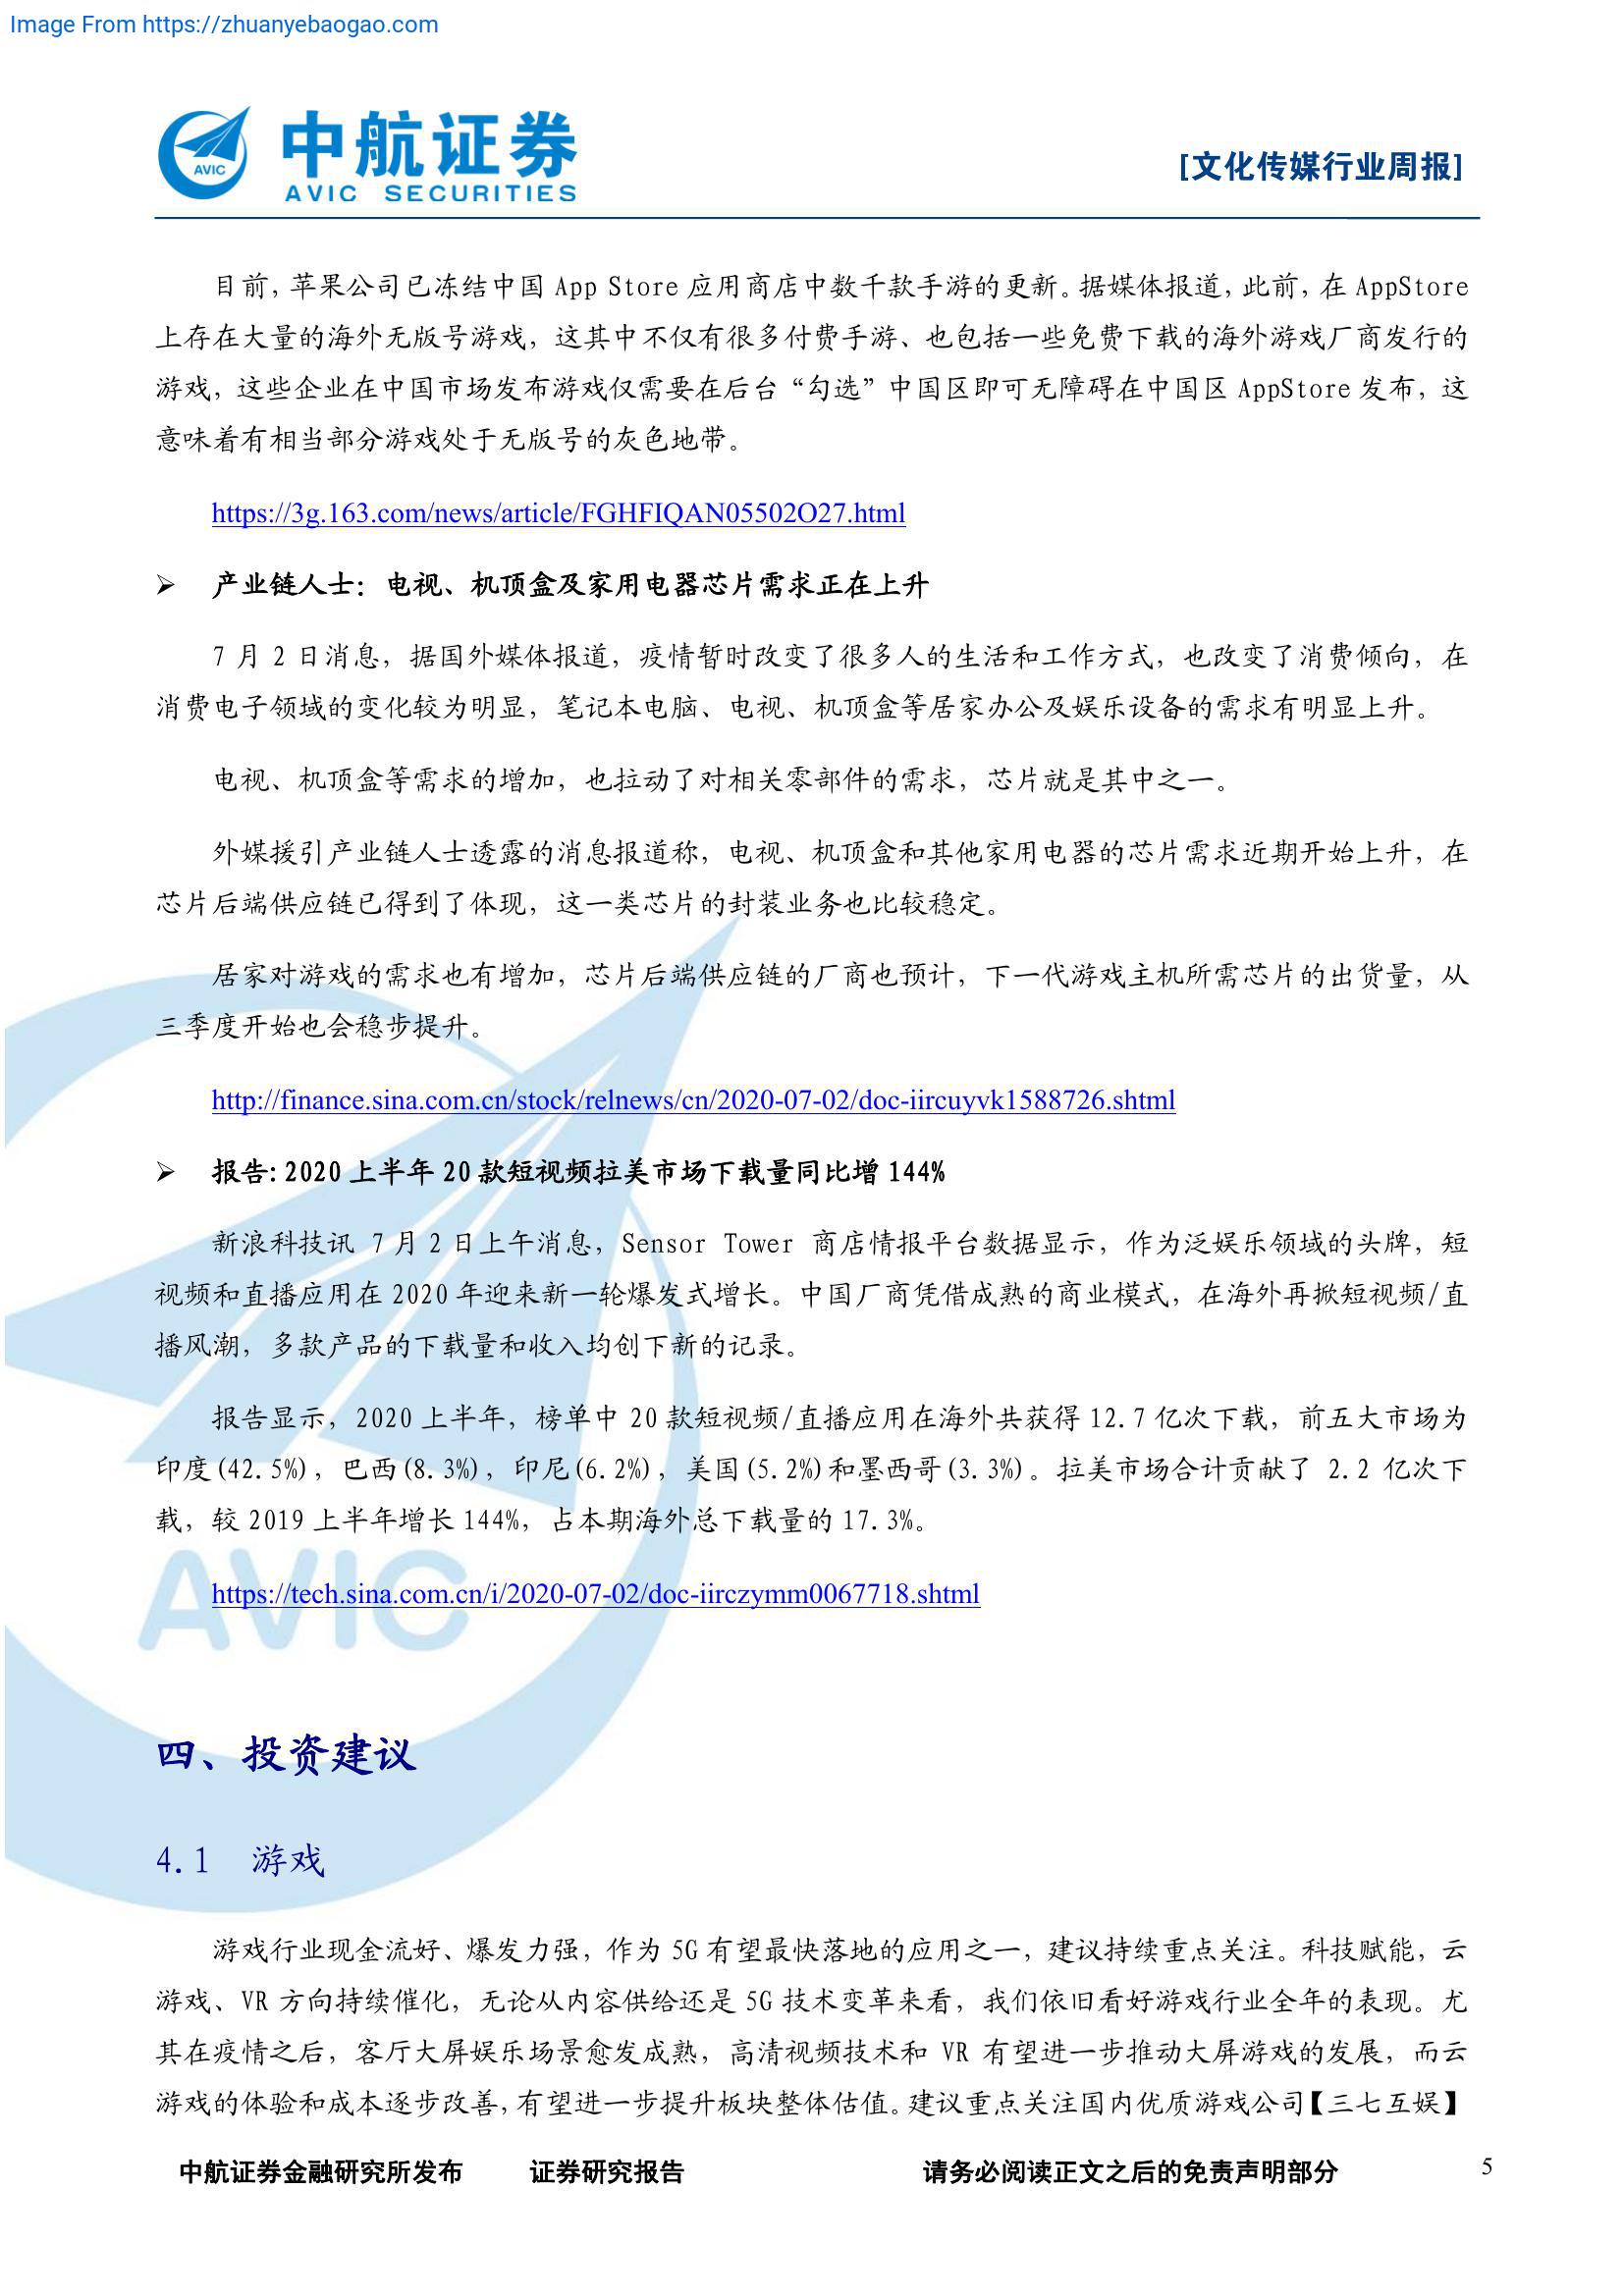 Image From https://zhuanyebaogao.com
中航证券
AVIC
AVIC SECURITIES
[文化传媒行业周报]
目前，苹果公司已冻结中国 App Store 应用商店中数千款手游的更新。据媒体报道，此前，在 AppStore
上存在大量的海外无版号游戏，这其中不仅有很多付费手游、也包括一些免费下载的海外游戏厂商发行的
游戏，这些企业在中国市场发布游戏仅需要在后台“勾选”中国区即可无障碍在中国区 AppStore 发布，这
意味着有相当部分游戏处于无版号的灰色地带。
https://3g.163.com/news/article/FGHFIQAN05502O27.html
➢ 产业链人士：电视、机顶盒及家用电器芯片需求正在上升
7 月 2 日消息，据国外媒体报道，疫情暂时改变了很多人的生活和工作方式，也改变了消费倾向，在
消费电子领域的变化较为明显，笔记本电脑、电视、机顶盒等居家办公及娱乐设备的需求有明显上升。
电视、机顶盒等需求的增加，也拉动了对相关零部件的需求，芯片就是其中之一。
外媒援引产业链人士透露的消息报道称，电视、机顶盒和其他家用电器的芯片需求近期开始上升，在
芯片后端供应链已得到了体现，这一类芯片的封装业务也比较稳定。
居家对游戏的需求也有增加，芯片后端供应链的厂商也预计，下一代游戏主机所需芯片的出货量，从
三季度开始也会稳步提升。
http://finance.sina.com.cn/stock/relnews/cn/2020-07-02/doc-iircuyvk1588726.shtml
➢ 报告:2020 上半年 20 款短视频拉美市场下载量同比增 144%
新浪科技讯 7 月 2 日上午消息，Sensor Tower 商店情报平台数据显示，作为泛娱乐领域的头牌，短
视频和直播应用在 2020 年迎来新一轮爆发式增长。中国厂商凭借成熟的商业模式，在海外再掀短视频/直
播风潮，多款产品的下载量和收入均创下新的记录。
报告显示，2020 上半年，榜单中 20 款短视频/直播应用在海外共获得 12.7 亿次下载，前五大市场为
印度(42.5%)，巴西(8.3%)，印尼(6.2%)，美国(5.2%)和墨西哥(3.3%)。拉美市场合计贡献了 2.2 亿次下
载，较 2019 上半年增长 144%，占本期海外总下载量的 17.3%。
https://tech.sina.com.cn/i/2020-07-02/doc-iirczymm0067718.shtml
AVIC
四、投资建议
4.1 游戏
游戏行业现金流好、爆发力强，作为 5G 有望最快落地的应用之一，建议持续重点关注。科技赋能，云
游戏、VR 方向持续催化，无论从内容供给还是 5G 技术变革来看，我们依旧看好游戏行业全年的表现。尤
其在疫情之后，客厅大屏娱乐场景愈发成熟，高清视频技术和 VR 有望进一步推动大屏游戏的发展，而云
游戏的体验和成本逐步改善，有望进一步提升板块整体估值。建议重点关注国内优质游戏公司【三七互娱】
中航证券金融研究所发布 证券研究报告 请务必阅读正文之后的免责声明部分 5